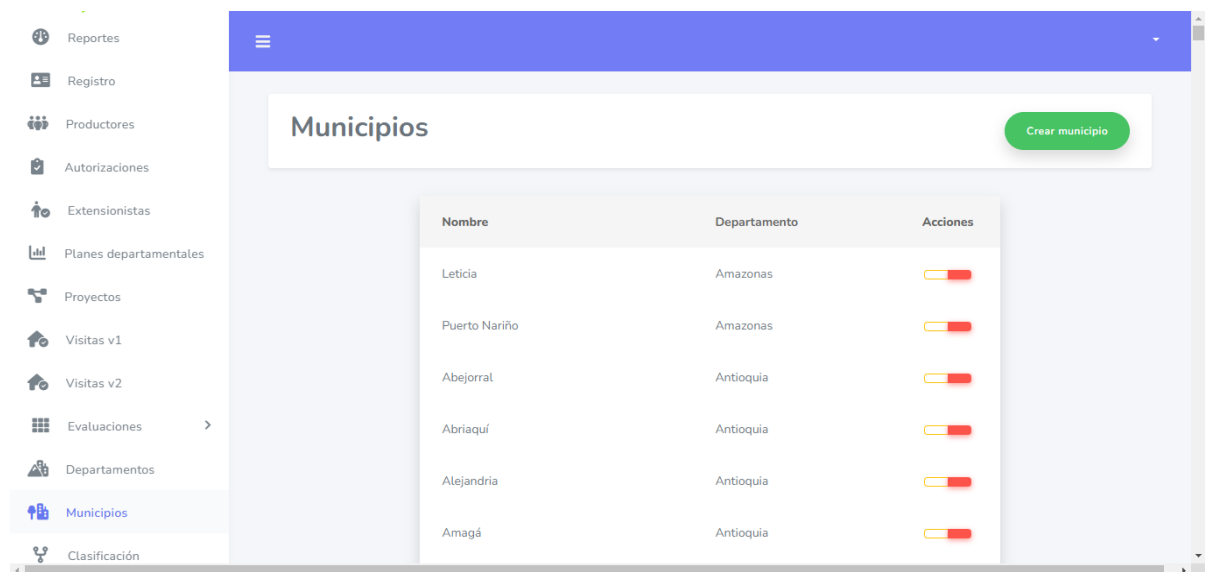 Reportes
Registro
Productores
Autorizaciones
Extensionistas
Planes departamentales
Proyectos
Visitas v1
Visitas v2
Evaluaciones
Departamentos
Municipios
Clasificación
Municipios
Crear municipio
Nombre Departamento Acciones
Leticia Amazonas
Puerto Nariño Amazonas
Abejorral Antioquia
Abriaquí Antioquia
Alejandria Antioquia
Amagá Antioquia